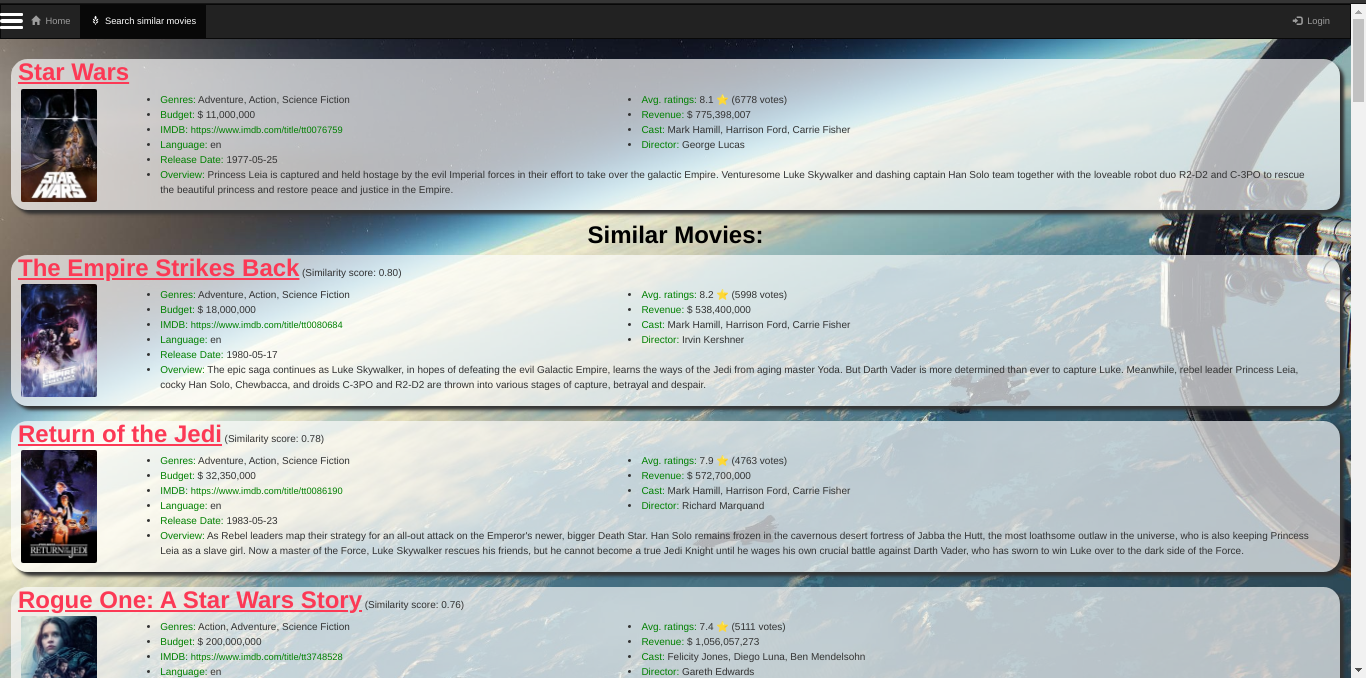 Home
Search similar movies
Login
Star Wars
STAR
WARS
Genres: Adventure, Action, Science Fiction
Budget: $ 11,000,000
IMDB: https://www.imdb.com/title/tt0076759
Language: en
Release Date: 1977-05-25
Avg. ratings: 8.1 ⭐ (6778 votes)
Revenue: $ 775,398,007
Cast: Mark Hamill, Harrison Ford, Carrie Fisher
Director: George Lucas
Overview: Princess Leia is captured and held hostage by the evil Imperial forces in their effort to take over the galactic Empire. Venturesome Luke Skywalker and dashing captain Han Solo team together with the loveable robot duo R2-D2 and C-3PO to rescue
the beautiful princess and restore peace and justice in the Empire.
Similar Movies:
The Empire Strikes Back (Similarity score: 0.80)
Genres: Adventure, Action, Science Fiction
Budget: $ 18,000,000
IMDB: https://www.imdb.com/title/tt0080684
Language: en
Release Date: 1980-05-17
Avg. ratings: 8.2 ⭐ (5998 votes)
Revenue: $ 538,400,000
Cast: Mark Hamill, Harrison Ford, Carrie Fisher
Director: Irvin Kershner
Overview: The epic saga continues as Luke Skywalker, in hopes of defeating the evil Galactic Empire, learns the ways of the Jedi from aging master Yoda. But Darth Vader is more determined than ever to capture Luke. Meanwhile, rebel leader Princess Leia,
cocky Han Solo, Chewbacca, and droids C-3PO and R2-D2 are thrown into various stages of capture, betrayal and despair.
Return of the Jedi (Similarity score: 0.78)
RETURN OF THE JEDI
Genres: Adventure, Action, Science Fiction
Budget: $ 32,350,000
IMDB: https://www.imdb.com/title/tt0086190
Language: en
Release Date: 1983-05-23
Avg. ratings: 7.9 ⭐ (4763 votes)
Revenue: $ 572,700,000
Cast: Mark Hamill, Harrison Ford, Carrie Fisher
Director: Richard Marquand
Overview: As Rebel leaders map their strategy for an all-out attack on the Emperor's newer, bigger Death Star. Han Solo remains frozen in the cavernous desert fortress of Jabba the Hutt, the most loathsome outlaw in the universe, who is also keeping Princess
Leia as a slave girl. Now a master of the Force, Luke Skywalker rescues his friends, but he cannot become a true Jedi Knight until he wages his own crucial battle against Darth Vader, who has sworn to win Luke over to the dark side of the Force.
Rogue One: A Star Wars Story (Similarity score: 0.76)
Genres: Action, Adventure, Science Fiction
Budget: $ 200,000,000
IMDB: https://www.imdb.com/title/tt3748528
Language: en
Avg. ratings: 7.4 ⭐ (5111 votes)
Revenue: $ 1,056,057,273
Cast: Felicity Jones, Diego Luna, Ben Mendelsohn
Director: Gareth Edwards